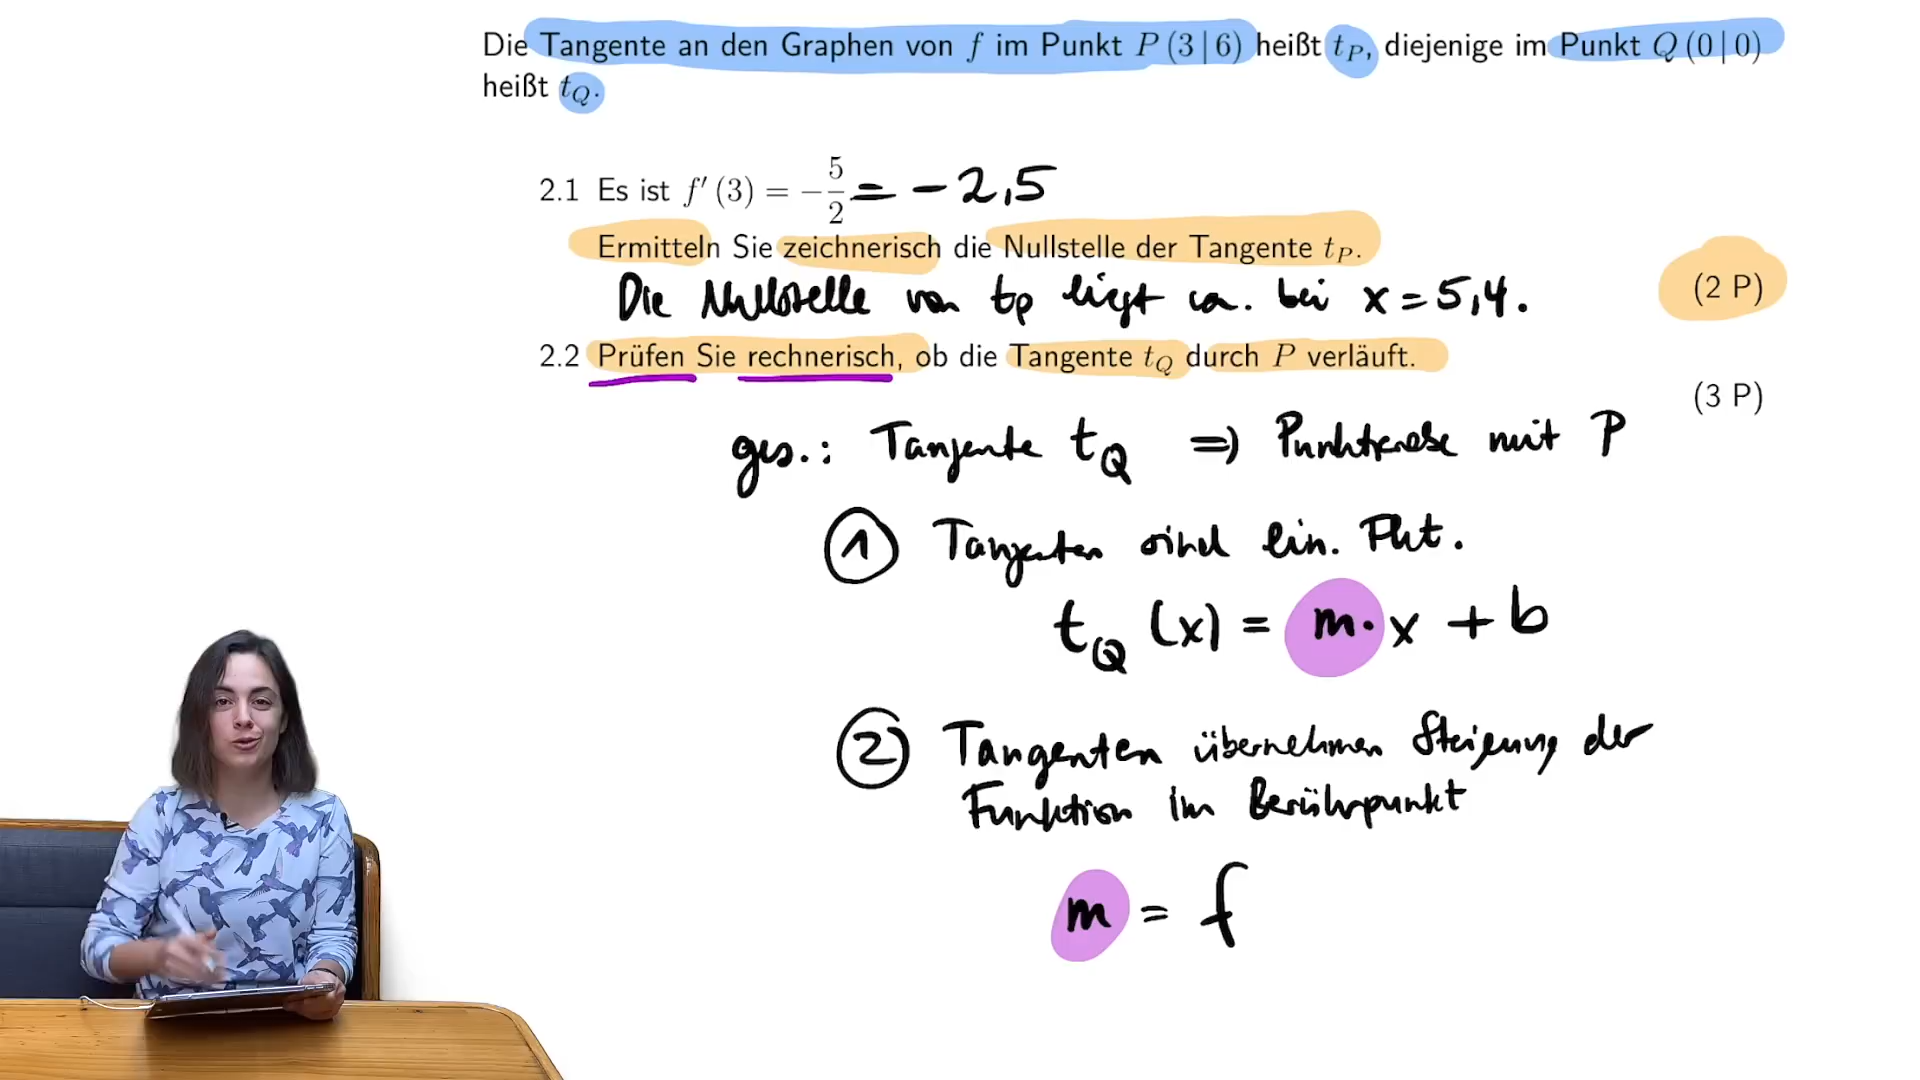 Die Tangente an den Graphen von f im Punkt P (3 | 6) heißt t_P, diejenige im Punkt Q (0 | 0)
heißt t_Q.
2.1 Es ist f′ (3) = −5/2 = −2,5
Ermitteln Sie zeichnerisch die Nullstelle der Tangente t_P.
(2 P)
Die Nullstelle von tp liegt ca. bei x = 5,4.
2.2 Prüfen Sie rechnerisch, ob die Tangente t_Q durch P verläuft.
(3 P)
ges.: Tangente t_Q ⇒ Punktprobe mit P
① Tangenten sind lin. Fkt.
t_Q (x) = m · x + b
② Tangenten übernehmen Steigung der
Funktion im Berührpunkt
m = f